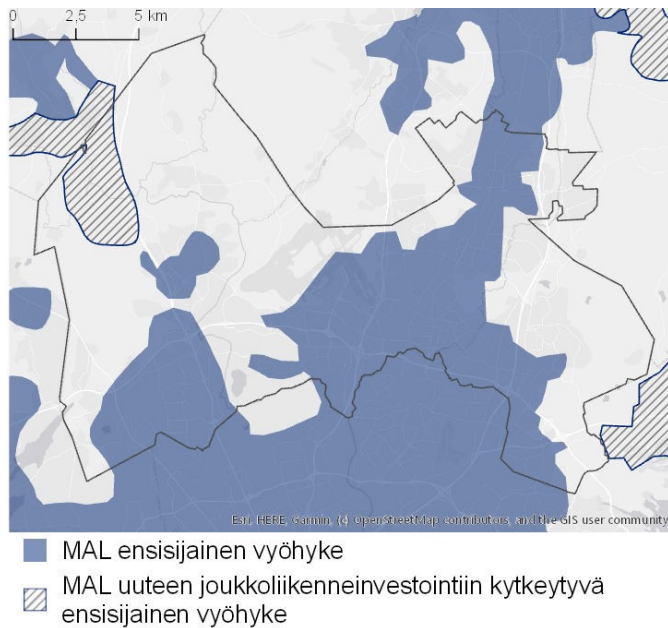 0 2,5 5 km
Esri, HERE, Garmin, (c) OpenStreetMap contributors, and the GIS user community
MAL ensisijainen vyöhyke
MAL uuteen joukkoliikenneinvestointiin kytkeytyvä
ensisijainen vyöhyke